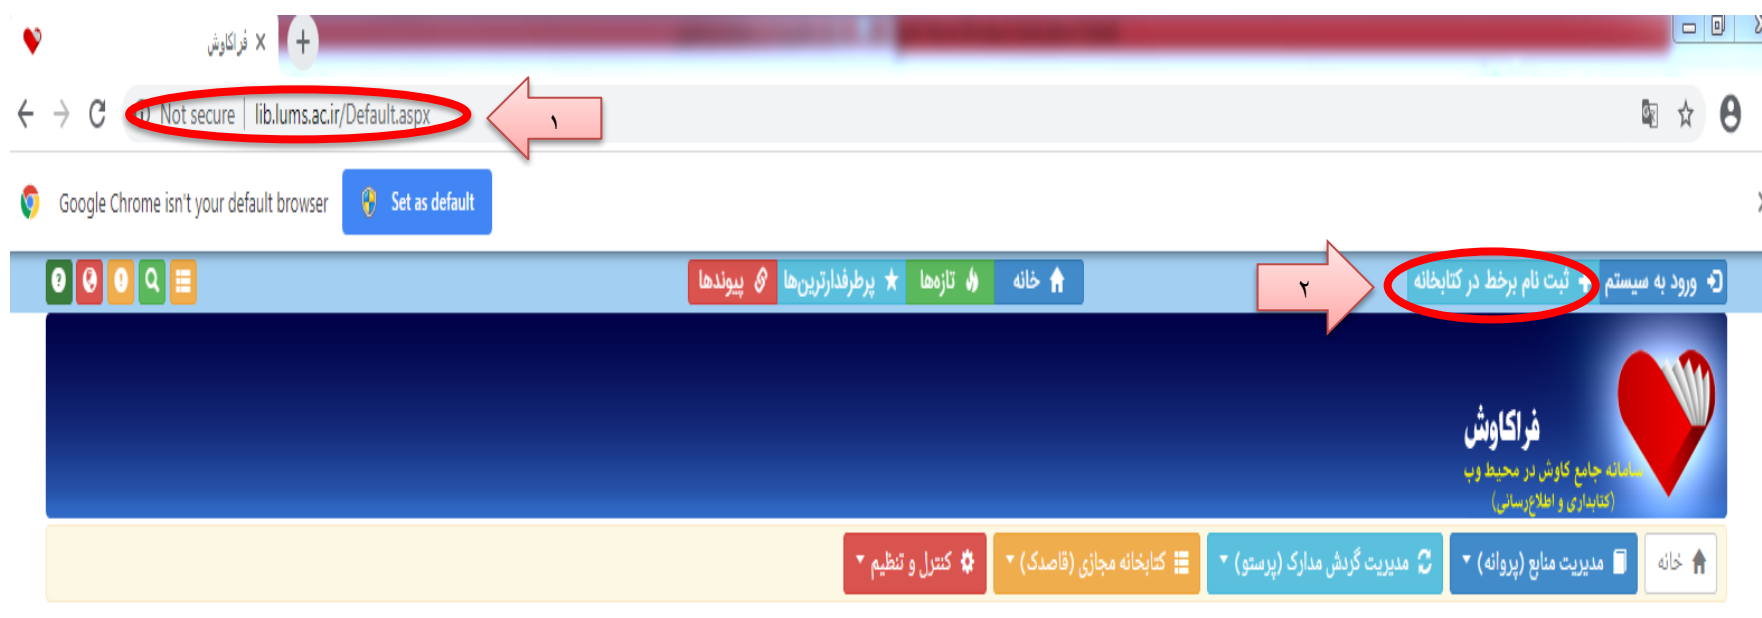 فراکاوش
Not secure | lib.lums.ac.ir/Default.aspx
۱
Google Chrome isn't your default browser
Set as default
ورود به سیستم
ثبت نام برخط در کتابخانه
۲
خانه
تازه‌ها
پرطرفدارترین‌ها
پیوندها
فراکاوش
سامانه جامع کاوش در محیط وب
(کتابداری و اطلاع‌رسانی)
خانه
مدیریت منابع (پروانه)
مدیریت گردش مدارک (پرستو)
کتابخانه مجازی (قاصدک)
کنترل و تنظیم